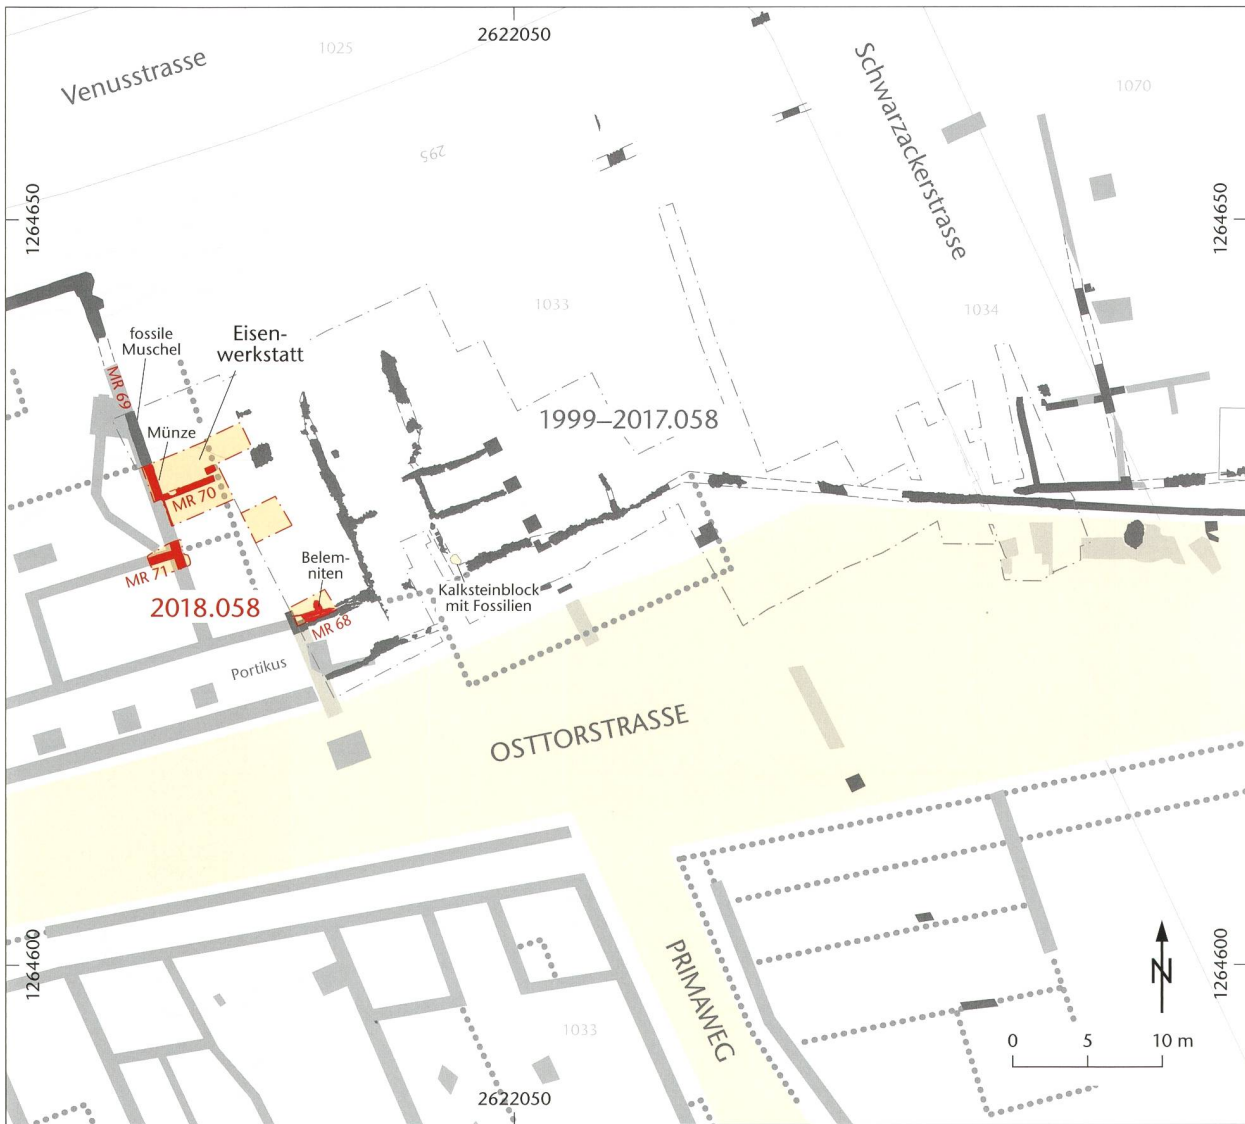 2622050
1025
Venusstrasse
Schwarzackerstrasse
1070
295
1264650
1264650
1033
1034
fossile
Muschel
Eisen-
werkstatt
MR 69
1999–2017.058
Münze
MR 70
Belem-
niten
MR 71
Kalksteinblock
mit Fossilien
2018.058
MR 68
Portikus
OSTTORSTRASSE
PRIMAWEG
1264600
1264600
N
1033
0 5 10 m
2622050